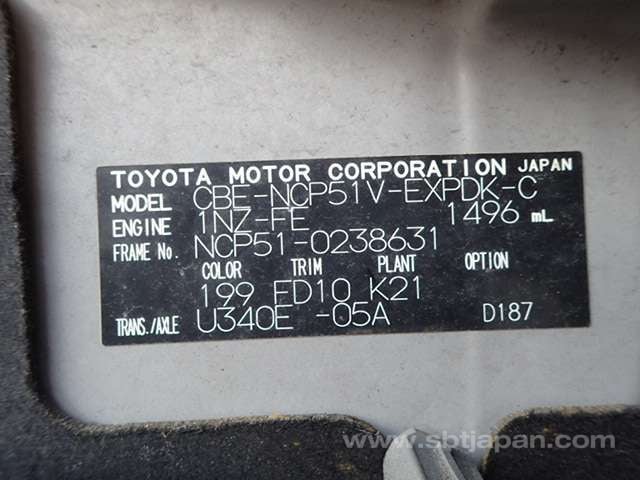 TOYOTA MOTOR CORPORATION JAPAN
MODEL CBE-NCP51V-EXPDK-C
ENGINE 1NZ-FE 1496 mL
FRAME No. NCP51-0238631
COLOR TRIM PLANT OPTION
199 FD10 K21
TRANS./AXLE U340E -05A D187
www.sbtjapan.com